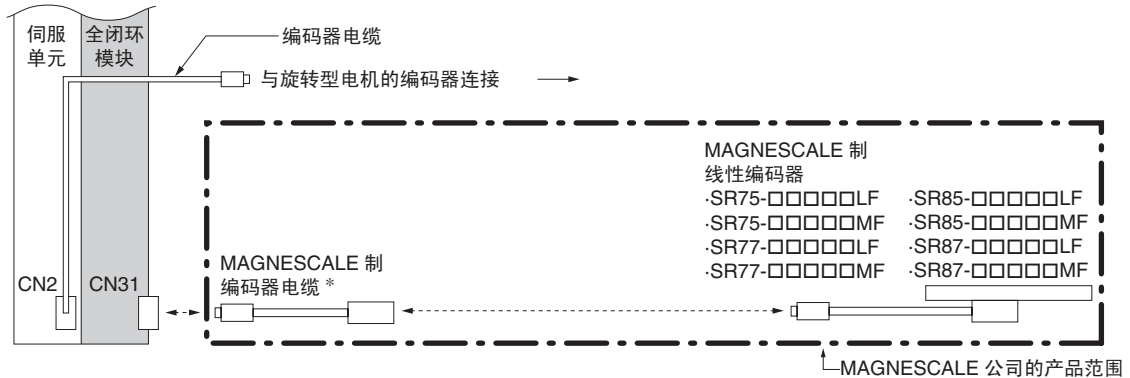 伺服
单元
全闭环
模块
编码器电缆
与旋转型电机的编码器连接
MAGNESCALE 制
线性编码器
·SR75-□□□□□LF ·SR85-□□□□□LF
·SR75-□□□□□MF ·SR85-□□□□□MF
·SR77-□□□□□LF ·SR87-□□□□□LF
·SR77-□□□□□MF ·SR87-□□□□□MF
CN2
CN31
MAGNESCALE 制
编码器电缆 *
MAGNESCALE 公司的产品范围